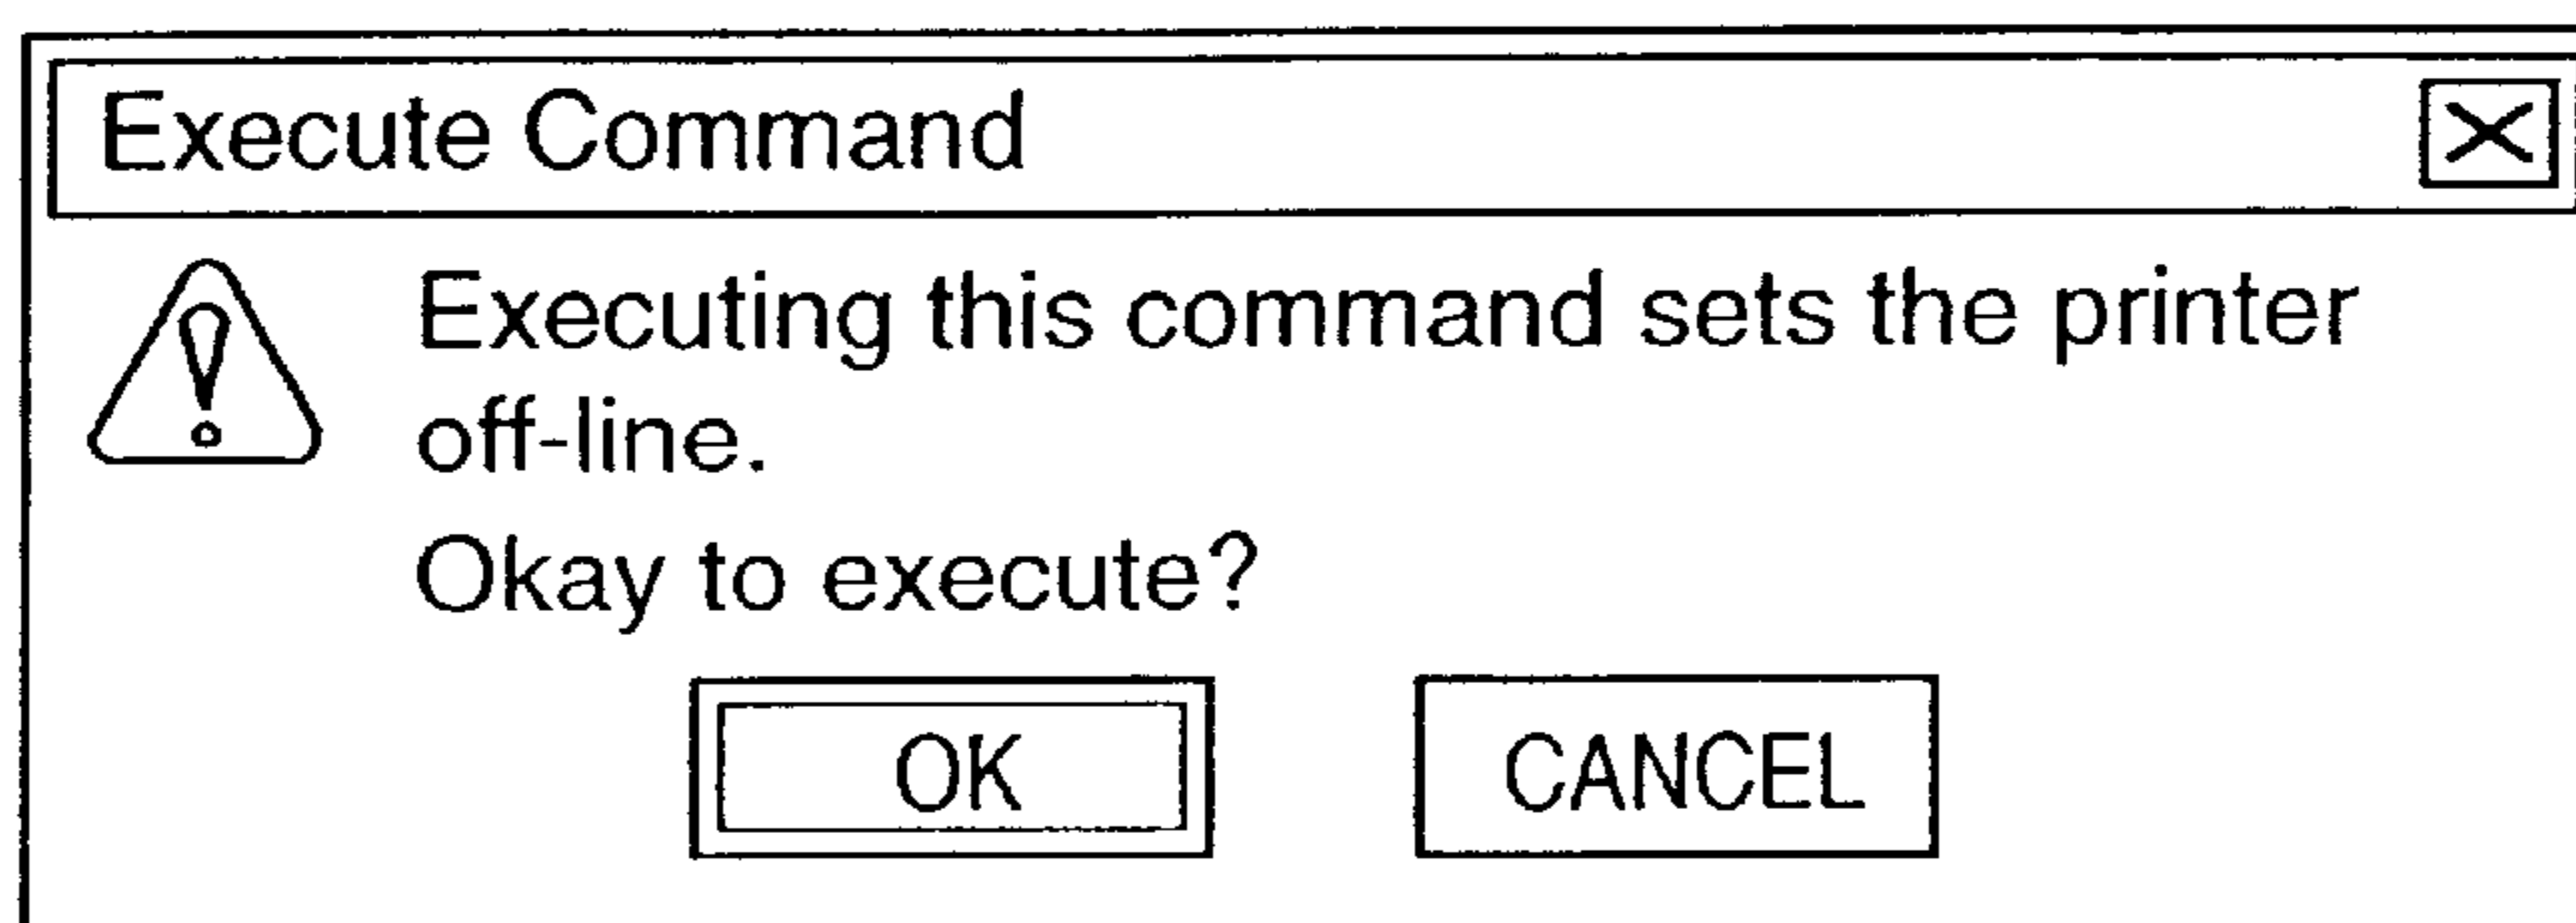 Execute Command
Executing this command sets the printer
off-line.
Okay to execute?
OK CANCEL